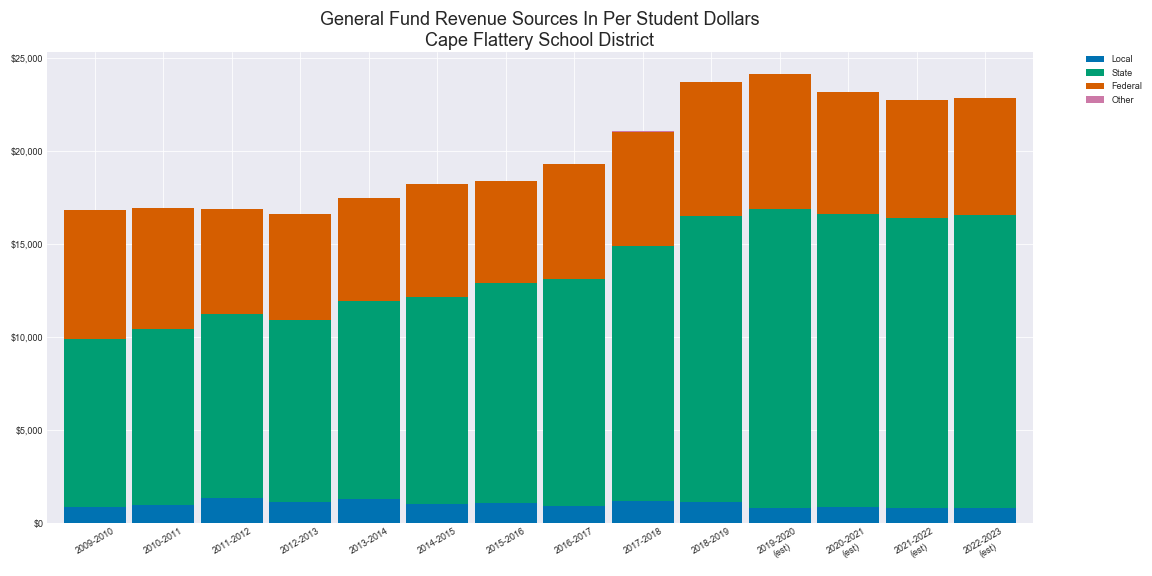 General Fund Revenue Sources In Per Student Dollars
Cape Flattery School District
Local
State
Federal
Other
$25,000
$20,000
$15,000
$10,000
$5,000
$0
2009-2010
2010-2011
2011-2012
2012-2013
2013-2014
2014-2015
2015-2016
2016-2017
2017-2018
2018-2019
2019-2020
(est)
2020-2021
(est)
2021-2022
(est)
2022-2023
(est)